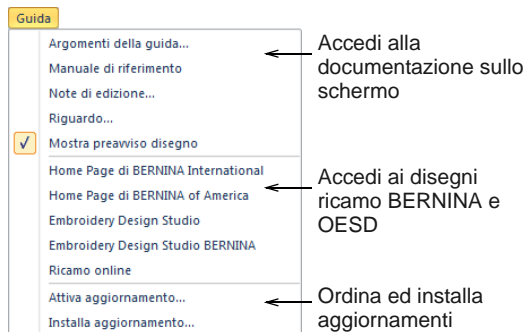 Guida
Argomenti della guida...
Manuale di riferimento
Note di edizione...
Riguardo...
Mostra preavviso disegno
Home Page di BERNINA International
Home Page di BERNINA of America
Embroidery Design Studio
Embroidery Design Studio BERNINA
Ricamo online
Attiva aggiornamento...
Installa aggiornamento...
Accedi alla
documentazione sullo
schermo
Accedi ai disegni
ricamo BERNINA e
OESD
Ordina ed installa
aggiornamenti